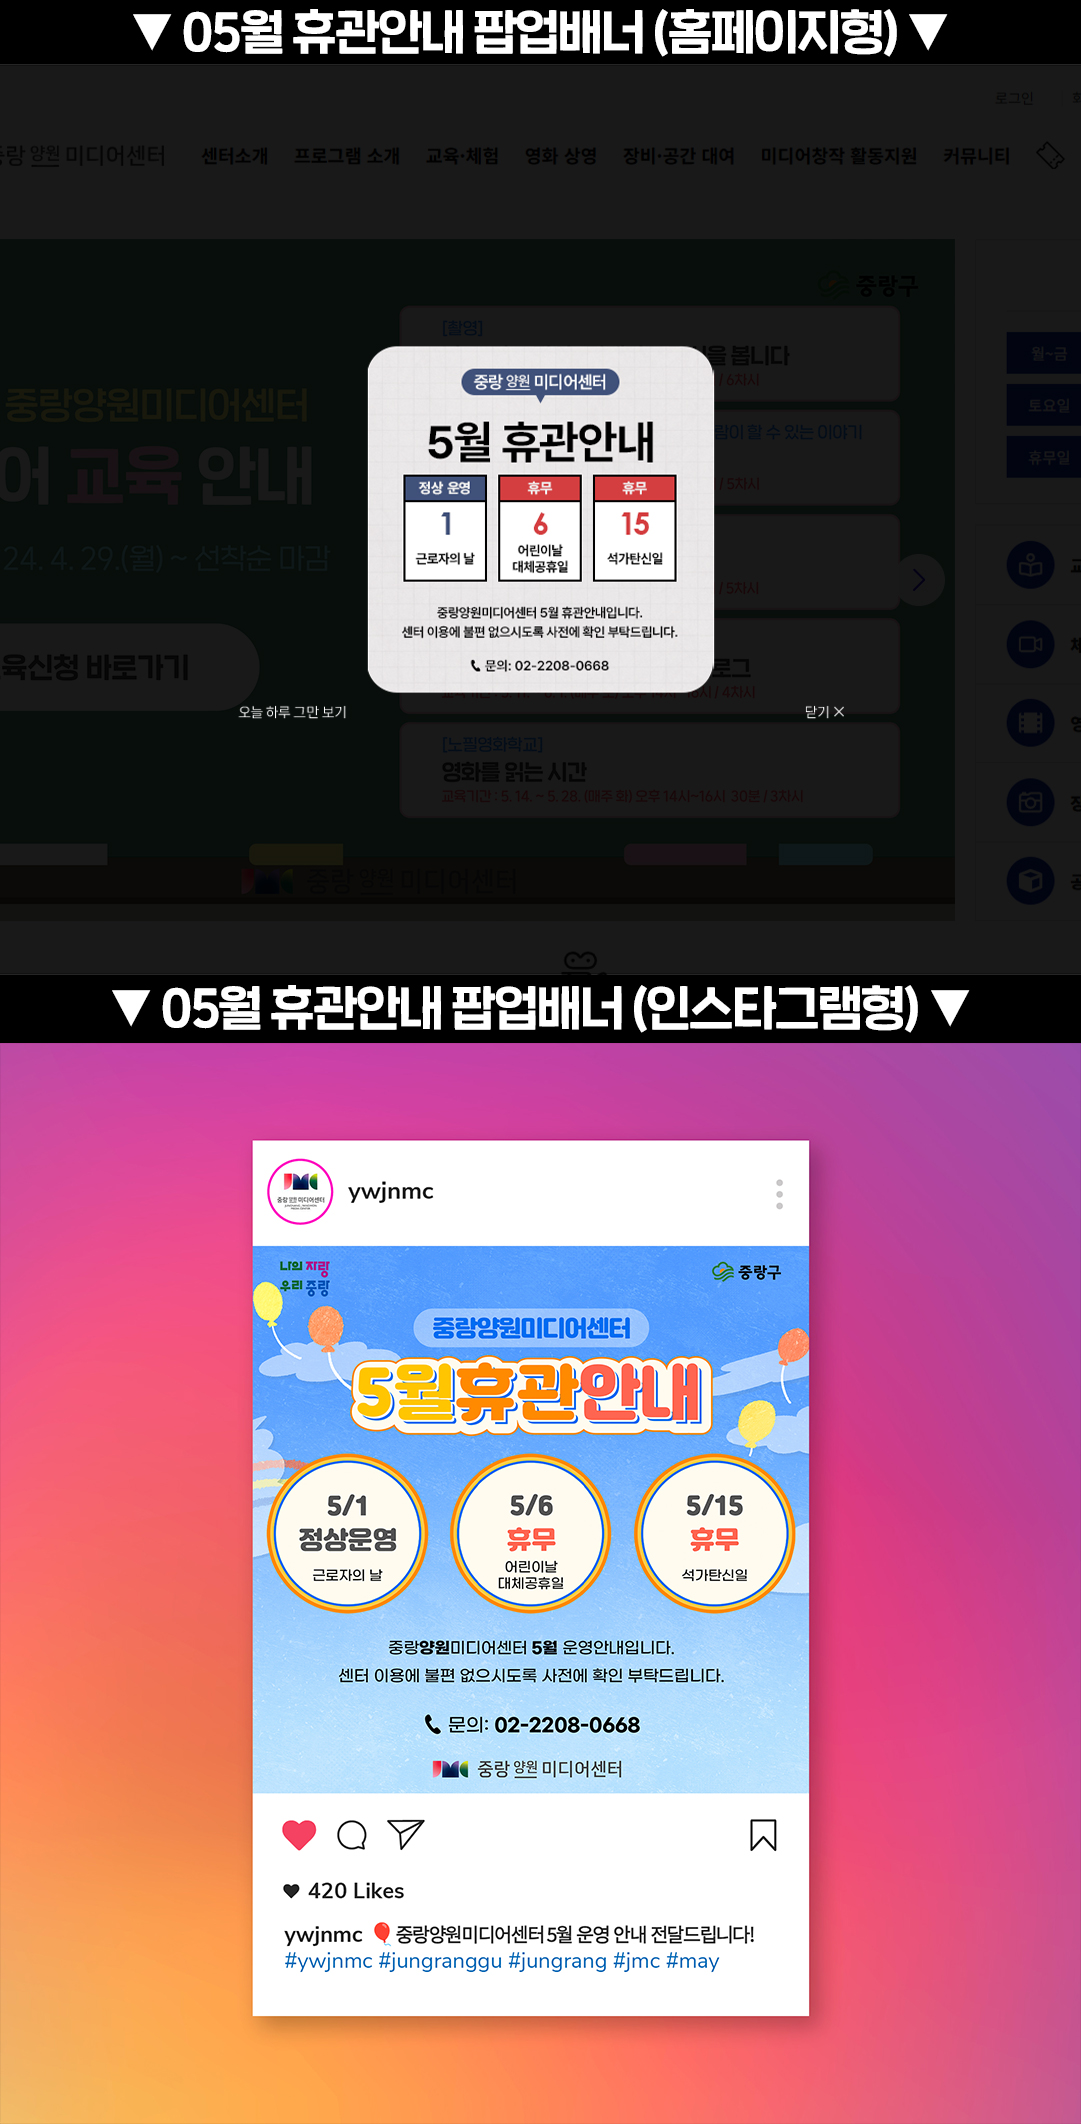 ▼ 05월 휴관안내 팝업배너 (홈페이지형) ▼
로그인
중랑 양원 미디어센터 센터소개 프로그램 소개 교육·체험 영화 상영 장비·공간 대여 미디어창작 활동지원 커뮤니티
중랑구
[촬영]
을 봅니다
/ 6차시
월~금
중랑양원미디어센터
어 교육 안내
24. 4. 29.(월) ~ 선착순 마감
육신청 바로가기
람이 할 수 있는 이야기
/ 5차시
토요일
휴무일
/ 5차시
로그
중랑 양원 미디어센터
5월 휴관안내
정상 운영
1
근로자의 날
휴무
6
어린이날
대체공휴일
휴무
15
석가탄신일
중랑양원미디어센터 5월 휴관안내입니다.
센터 이용에 불편 없으시도록 사전에 확인 부탁드립니다.
문의: 02-2208-0668
오늘 하루 그만 보기
닫기 ×
[노필영화학교]
영화를 읽는 시간
교육기간 : 5. 14. – 5. 28. (매주 화) 오후 14시-16시 30분 / 3차시
중랑 양원 미디어센터
▼ 05월 휴관안내 팝업배너 (인스타그램형) ▼
중랑 양원 미디어센터
ywjnmc
나의 자랑
우리 중랑
중랑구
중랑양원미디어센터
5월휴관안내
5/1
정상운영
근로자의 날
5/6
휴무
어린이날
대체공휴일
5/15
휴무
석가탄신일
중랑양원미디어센터 5월 운영안내입니다.
센터 이용에 불편 없으시도록 사전에 확인 부탁드립니다.
문의: 02-2208-0668
중랑 양원 미디어센터
420 Likes
ywjnmc 🎈 중랑양원미디어센터 5월 운영 안내 전달드립니다!
#ywjnmc #jungranggu #jungrang #jmc #may